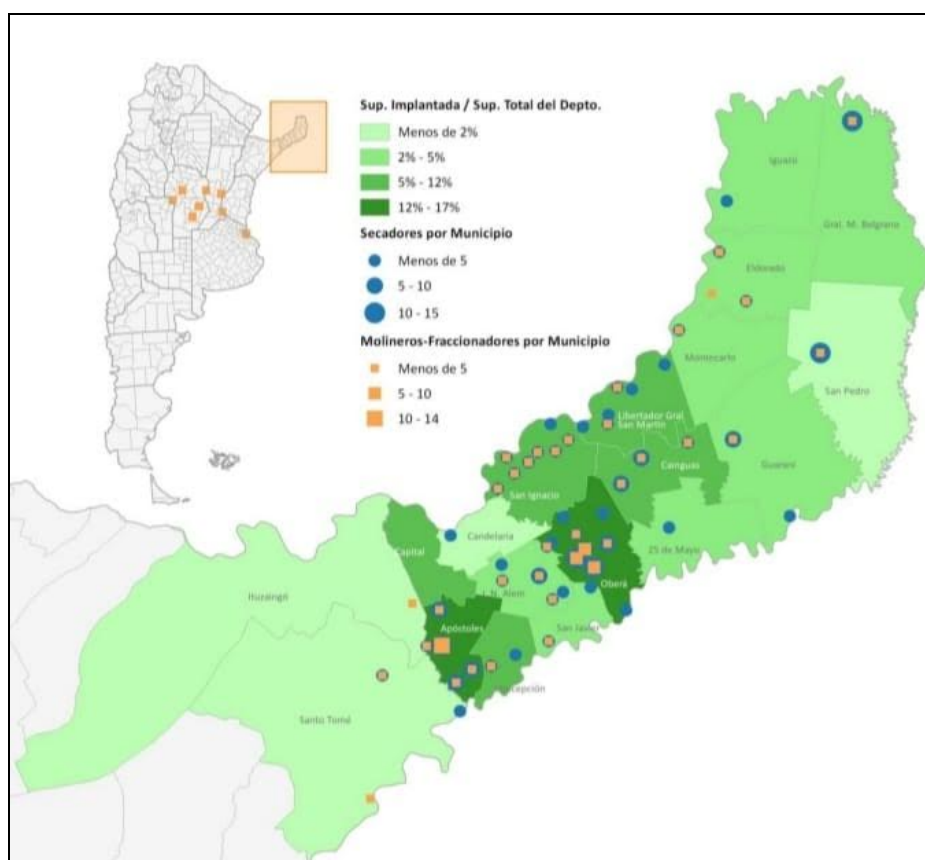 Sup. Implantada / Sup. Total del Depto.
Menos de 2%
2% - 5%
5% - 12%
12% - 17%
Secadores por Municipio
Menos de 5
5 - 10
10 - 15
Molineros-Fraccionadores por Municipio
Menos de 5
5 - 10
10 - 14
Iguazú
Gral. M. Belgrano
Eldorado
Montecarlo
San Pedro
Libertador Gral.
San Martín
Cainguas
Guaraní
San Ignacio
Candelaria
25 de Mayo
Capital
Oberá
L. N. Alem
Ituzaingó
Apóstoles
San Javier
cepción
Santo Tomé